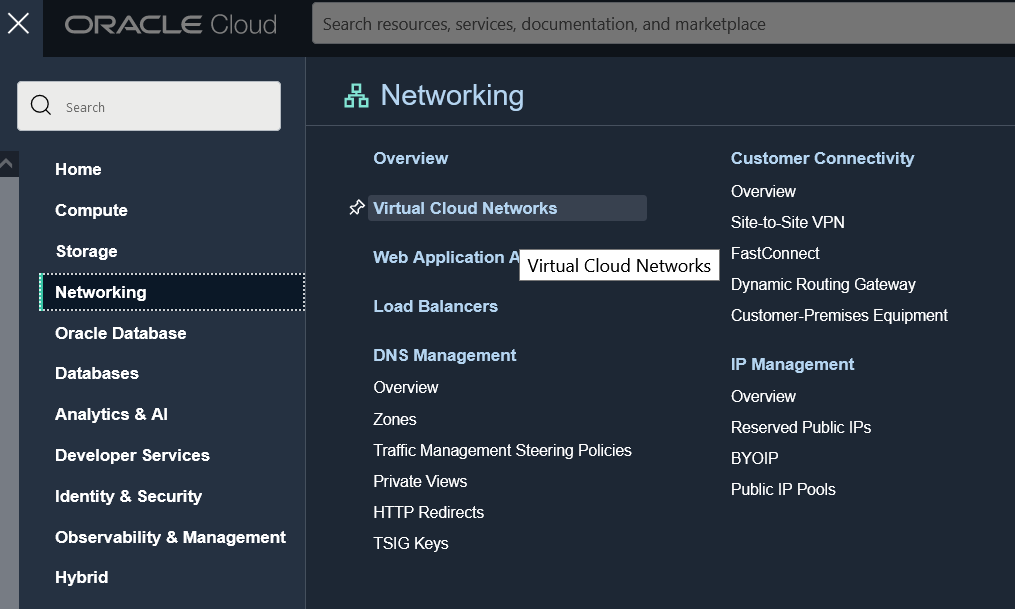 ORACLE Cloud
Search resources, services, documentation, and marketplace
Search
Home
Compute
Storage
Networking
Oracle Database
Databases
Analytics & AI
Developer Services
Identity & Security
Observability & Management
Hybrid
Networking
Overview
Virtual Cloud Networks
Web Application A
Virtual Cloud Networks
Load Balancers
DNS Management
Overview
Zones
Traffic Management Steering Policies
Private Views
HTTP Redirects
TSIG Keys
Customer Connectivity
Overview
Site-to-Site VPN
FastConnect
Dynamic Routing Gateway
Customer-Premises Equipment
IP Management
Overview
Reserved Public IPs
BYOIP
Public IP Pools